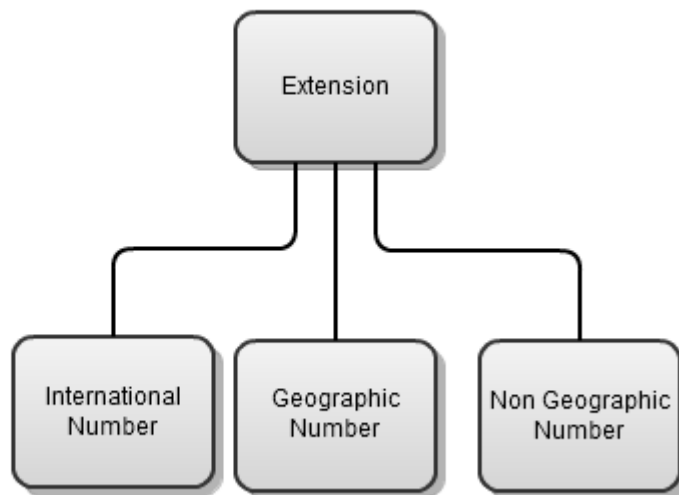 Extension
International
Number
Geographic
Number
Non Geographic
Number